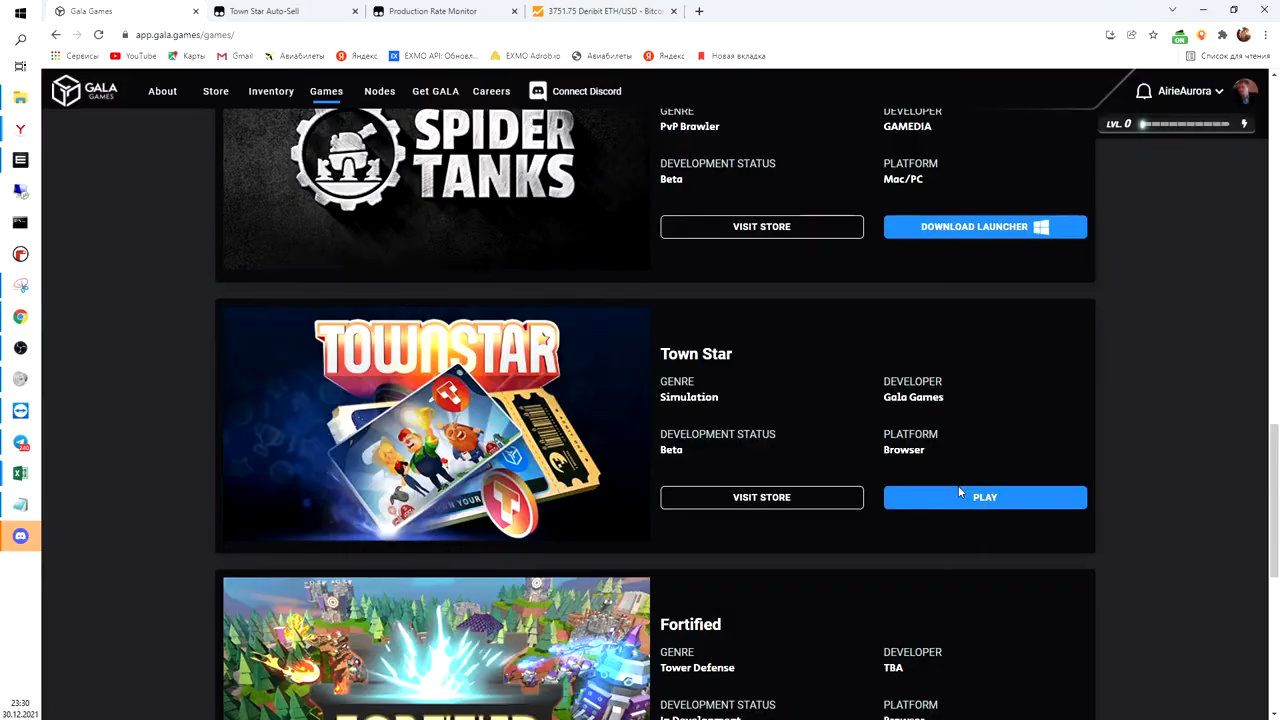 Gala Games
Town Star Auto-Sell
Production Rate Monitor
3751.75 Deribit ETH/USD - Bitco
app.gala.games/games/
ON
Сервисы
YouTube
Карты
Gmail
Авиабилеты
Яндекс
EXMO API: Обновл...
EXMO Adrob.io
Авиабилеты
Яндекс
Новая вкладка
Список для чтения
GALA
GAMES
About
Store
Inventory
Games
Nodes
Get GALA
Careers
Connect Discord
AirieAurora
LVL. 0
SPIDER
TANKS
GENRE
PvP Brawler
DEVELOPER
GAMEDIA
DEVELOPMENT STATUS
Beta
PLATFORM
Mac/PC
VISIT STORE
DOWNLOAD LAUNCHER
TOWNSTAR
Town Star
GENRE
Simulation
DEVELOPER
Gala Games
DEVELOPMENT STATUS
Beta
PLATFORM
Browser
VISIT STORE
PLAY
Fortified
GENRE
Tower Defense
DEVELOPER
TBA
DEVELOPMENT STATUS
In Development
PLATFORM
Browser
FORTIFIED
23:30
30.12.2021